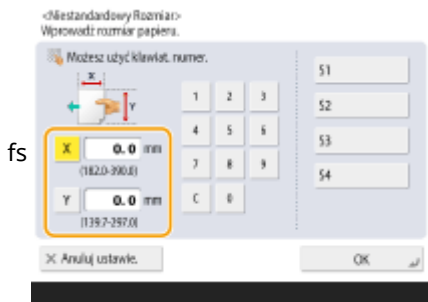 <Niestandardowy Rozmiar>
Wprowadź rozmiar papieru.
Możesz użyć klawiat. numer.
X
Y
1 2 3
4 5 6
7 8 9
C 0
fs
X 0. 0 mm
(182.0-390.0)
Y 0. 0 mm
(139.7-297.0)
S1
S2
S3
S4
× Anuluj ustawie.
OK